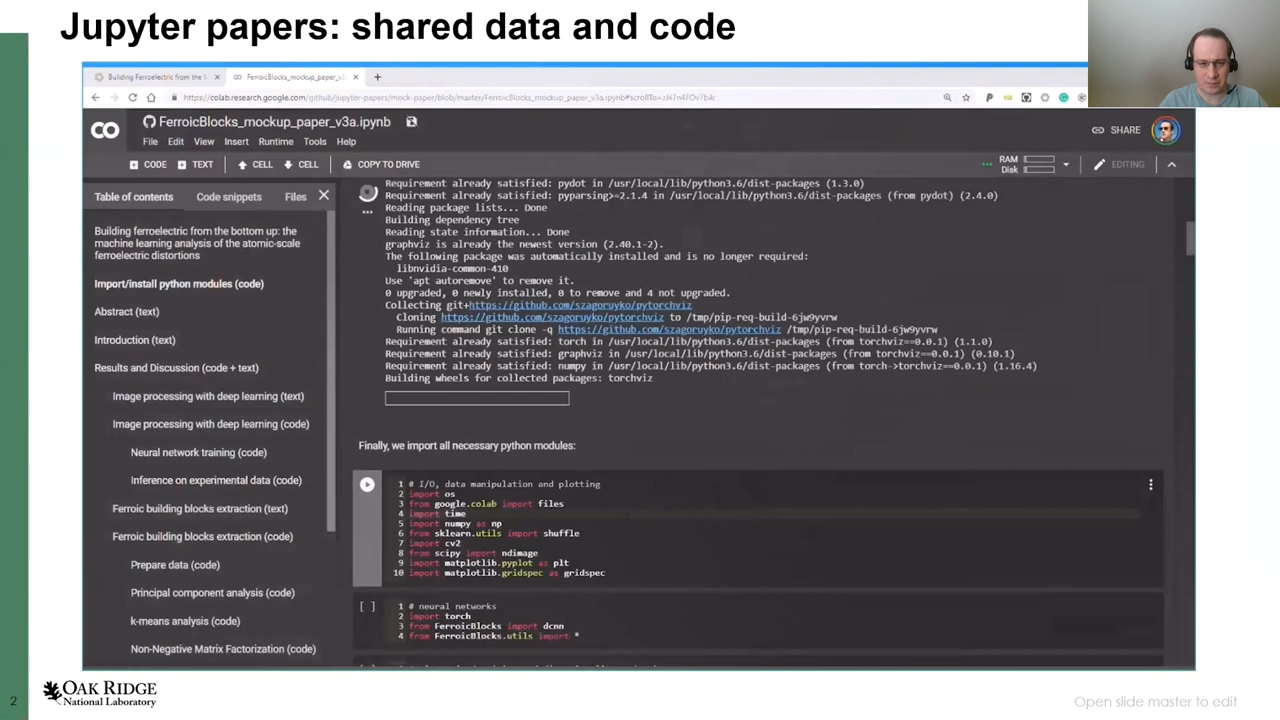 Jupyter papers: shared data and code
Building Ferroelectric from the b
FerroicBlocks_mockup_paper_v3a.i
https://colab.research.google.com/github/jupyter-papers/mock-paper/blob/master/FerroicBlocks_mockup_paper_v3a.ipynb
CO
FerroicBlocks_mockup_paper_v3a.ipynb
File Edit View Insert Runtime Tools Help
SHARE
CODE TEXT CELL CELL COPY TO DRIVE
RAM
Disk
EDITING
Table of contents Code snippets Files
Building ferroelectric from the bottom up: the
machine learning analysis of the atomic-scale
ferroelectric distortions
Import/install python modules (code)
Abstract (text)
Introduction (text)
Results and Discussion (code + text)
Image processing with deep learning (text)
Image processing with deep learning (code)
Neural network training (code)
Inference on experimental data (code)
Ferroic building blocks extraction (text)
Ferroic building blocks extraction (code)
Prepare data (code)
Principal component analysis (code)
k-means analysis (code)
Non-Negative Matrix Factorization (code)
Requirement already satisfied: pydot in /usr/local/lib/python3.6/dist-packages (1.3.0)
Requirement already satisfied: pyparsing>=2.1.4 in /usr/local/lib/python3.6/dist-packages (from pydot) (2.4.0)
Reading package lists... Done
Building dependency tree
Reading state information... Done
graphviz is already the newest version (2.40.1-2).
The following package was automatically installed and is no longer required:
libnvidia-common-410
Use 'apt autoremove' to remove it.
0 upgraded, 0 newly installed, 0 to remove and 4 not upgraded.
Collecting git+https://github.com/szagoruyko/pytorchviz
Cloning https://github.com/szagoruyko/pytorchviz to /tmp/pip-req-build-6jw9yvrw
Running command git clone -q https://github.com/szagoruyko/pytorchviz /tmp/pip-req-build-6jw9yvrw
Requirement already satisfied: torch in /usr/local/lib/python3.6/dist-packages (from torchviz==0.0.1) (1.1.0)
Requirement already satisfied: graphviz in /usr/local/lib/python3.6/dist-packages (from torchviz==0.0.1) (0.10.1)
Requirement already satisfied: numpy in /usr/local/lib/python3.6/dist-packages (from torch->torchviz==0.0.1) (1.16.4)
Building wheels for collected packages: torchviz
Finally, we import all necessary python modules:
1 # I/O, data manipulation and plotting
2 import os
3 from google.colab import files
4 import time
5 import numpy as np
6 from sklearn.utils import shuffle
7 import cv2
8 from scipy import ndimage
9 import matplotlib.pyplot as plt
10 import matplotlib.gridspec as gridspec
[ ]
1 # neural networks
2 import torch
3 from FerroicBlocks import dcnn
4 from FerroicBlocks.utils import *
2
OAK RIDGE
National Laboratory
Open slide master to edit